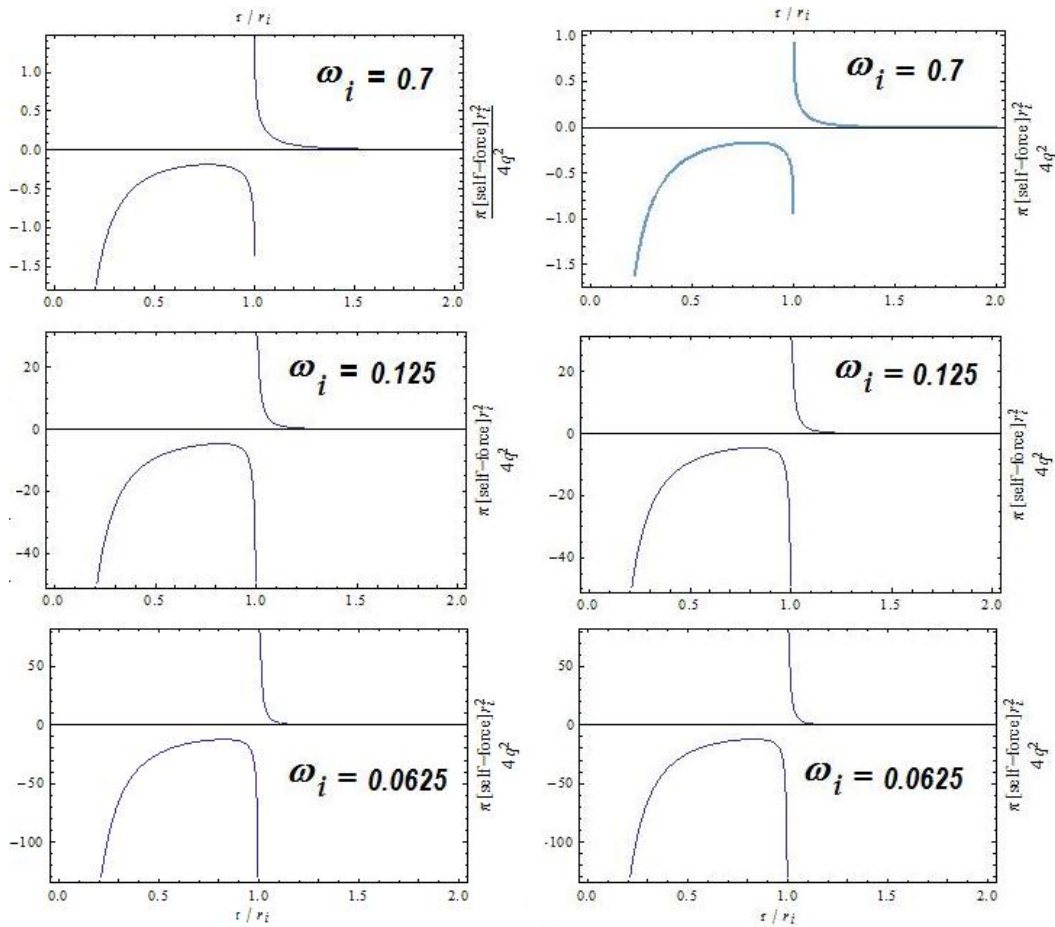 r / r_i
r / r_i
1.0
0.5
0.0
−0.5
−1.0
−1.5
ω_i = 0.7
π [self−force] r_i^2
4q^2
0.0 0.5 1.0 1.5 2.0
1.0
0.5
0.0
−0.5
−1.0
−1.5
ω_i = 0.7
π [self−force] r_i^2
4q^2
0.0 0.5 1.0 1.5 2.0
20
0
−20
−40
ω_i = 0.125
π [self−force] r_i^2
4q^2
0.0 0.5 1.0 1.5 2.0
20
0
−20
−40
ω_i = 0.125
π [self−force] r_i^2
4q^2
0.0 0.5 1.0 1.5 2.0
50
0
−50
−100
ω_i = 0.0625
π [self−force] r_i^2
4q^2
0.0 0.5 1.0 1.5 2.0
r / r_i
50
0
−50
-100
ω_i = 0.0625
π [self−force] r_i^2
4q^2
0.0 0.5 1.0 1.5 2.0
r / r_i